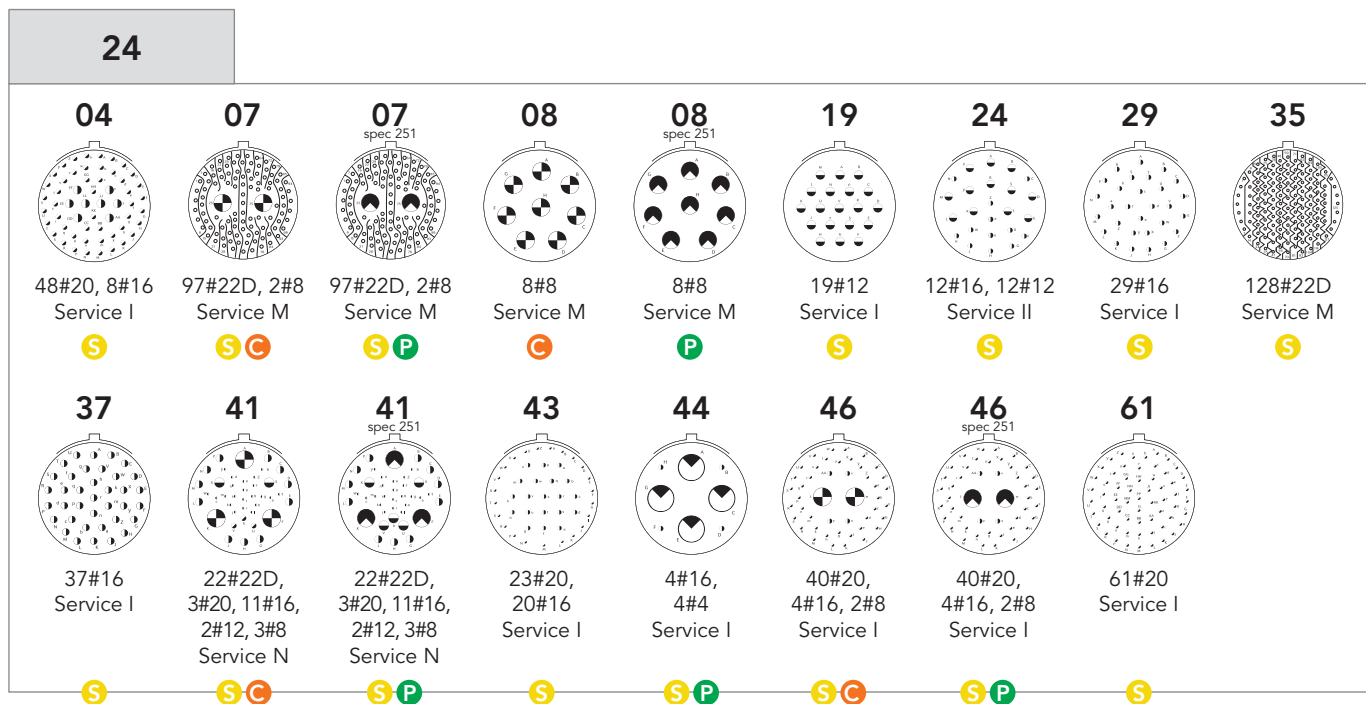 24
04
48#20, 8#16
Service I
S
07
97#22D, 2#8
Service M
S C
07
spec 251
97#22D, 2#8
Service M
S P
08
8#8
Service M
C
08
spec 251
8#8
Service M
P
19
19#12
Service I
S
24
12#16, 12#12
Service II
S
29
29#16
Service I
S
35
128#22D
Service M
S
37
37#16
Service I
S
41
22#22D,
3#20, 11#16,
2#12, 3#8
Service N
S C
41
spec 251
22#22D,
3#20, 11#16,
2#12, 3#8
Service N
S P
43
23#20,
20#16
Service I
S
44
4#16,
4#4
Service I
S P
46
40#20,
4#16, 2#8
Service I
S C
46
spec 251
40#20,
4#16, 2#8
Service I
S P
61
61#20
Service I
S